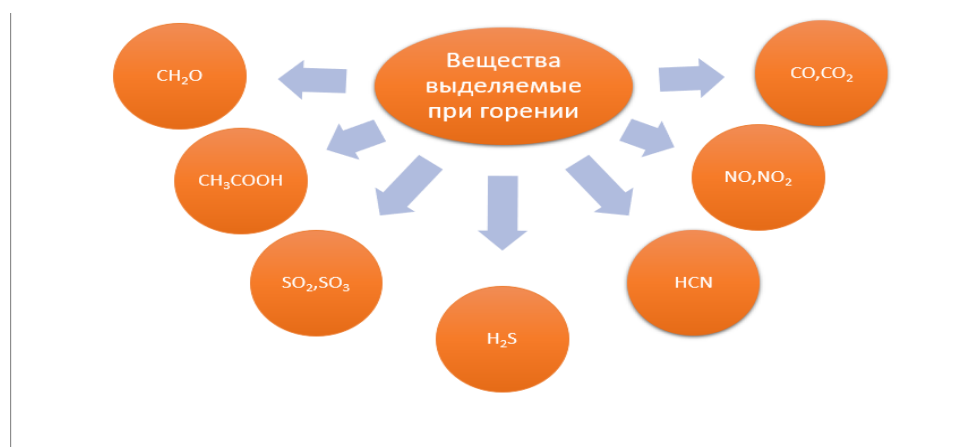 Вещества
выделяемые
при горении
CH₂O
CO,CO₂
CH₃COOH
NO,NO₂
SO₂,SO₃
HCN
H₂S